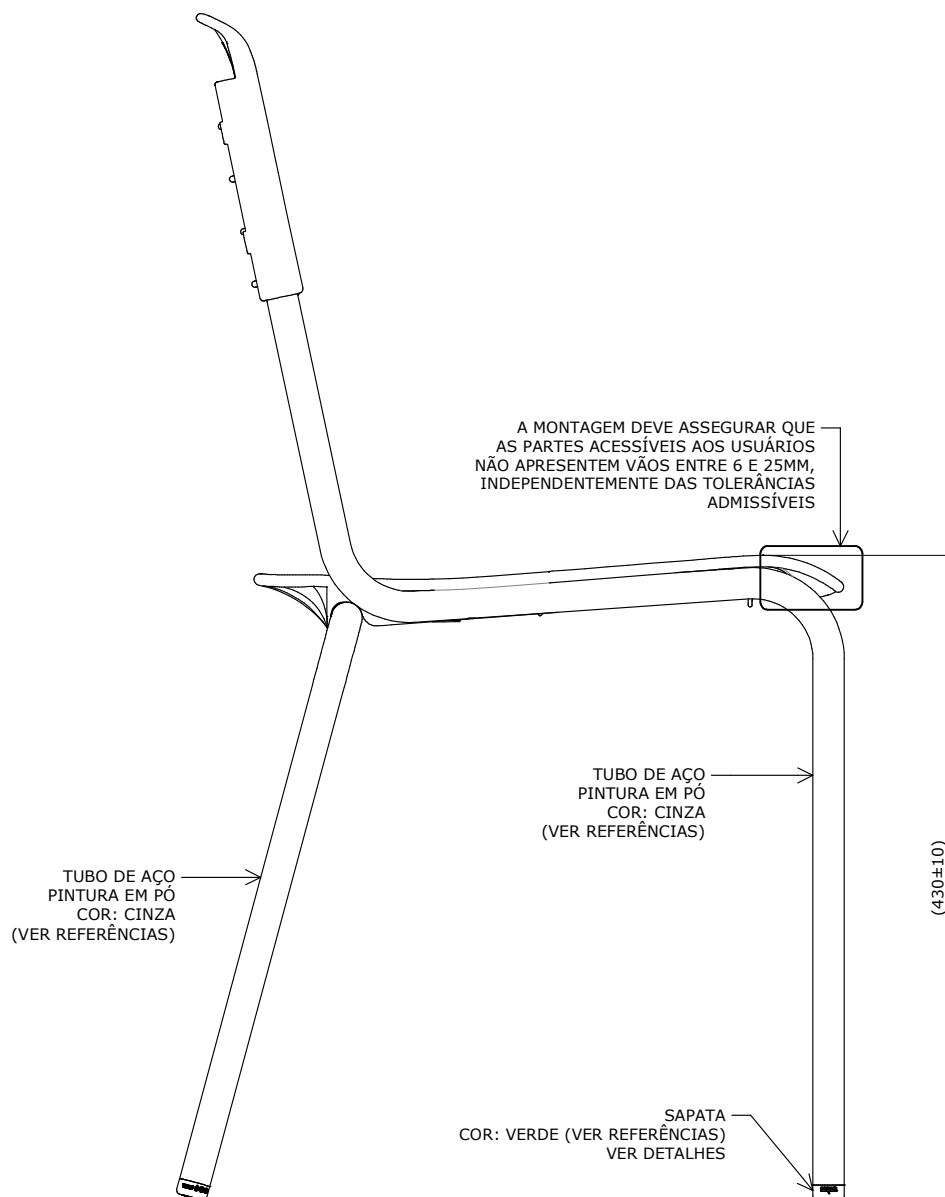 A MONTAGEM DEVE ASSEGURAR QUE
AS PARTES ACESSÍVEIS AOS USUÁRIOS
NÃO APRESENTEM VÃOS ENTRE 6 E 25MM,
INDEPENDENTEMENTE DAS TOLERÂNCIAS
ADMISSÍVEIS
TUBO DE AÇO
PINTURA EM PÓ
COR: CINZA
(VER REFERÊNCIAS)
TUBO DE AÇO
PINTURA EM PÓ
COR: CINZA
(VER REFERÊNCIAS)
(430±10)
SAPATA
COR: VERDE (VER REFERÊNCIAS)
VER DETALHES